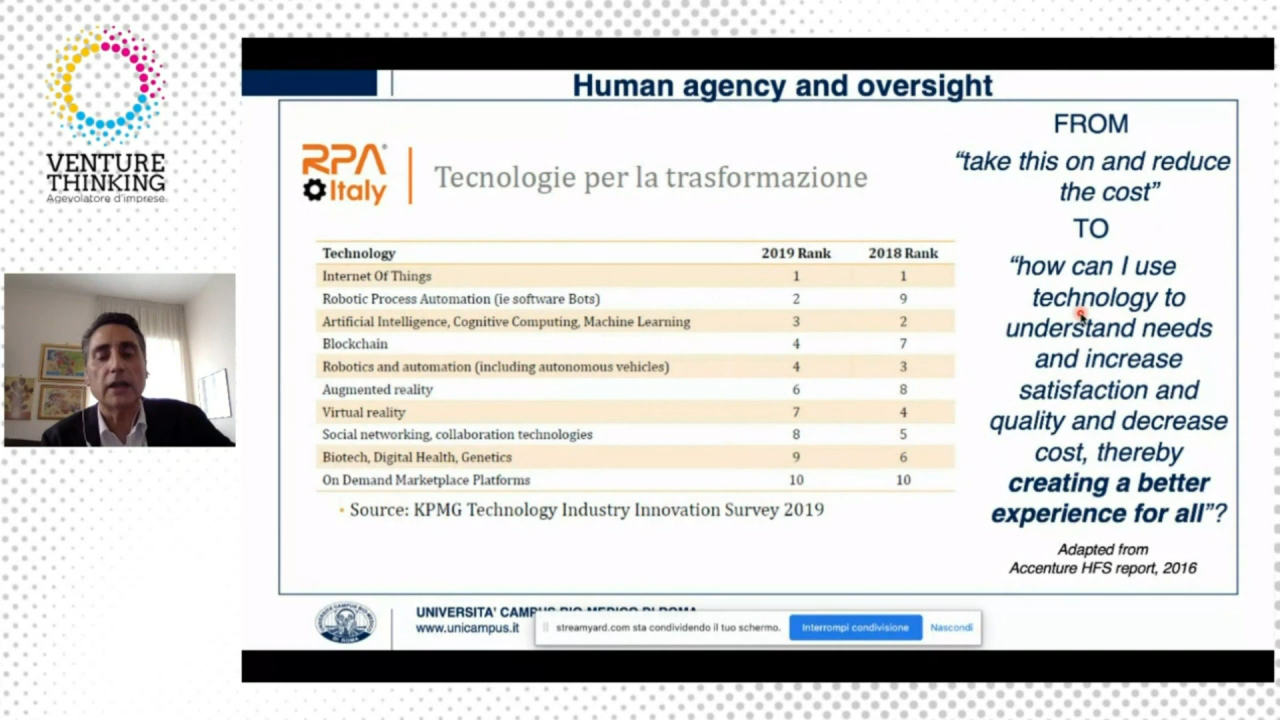 VENTURE
THINKING
Agevolatore d'imprese
Human agency and oversight
RPA
Italy
Tecnologie per la trasformazione
Technology 2019 Rank 2018 Rank
Internet Of Things 1 1
Robotic Process Automation (ie software Bots) 2 9
Artificial Intelligence, Cognitive Computing, Machine Learning 3 2
Blockchain 4 7
Robotics and automation (including autonomous vehicles) 4 3
Augmented reality 6 8
Virtual reality 7 4
Social networking, collaboration technologies 8 5
Biotech, Digital Health, Genetics 9 6
On Demand Marketplace Platforms 10 10
• Source: KPMG Technology Industry Innovation Survey 2019
FROM
“take this on and reduce
the cost”
TO
“how can I use
technology to
understand needs
and increase
satisfaction and
quality and decrease
cost, thereby
creating a better
experience for all”?
Adapted from
Accenture HFS report, 2016
UNIVERSITA' CAMPUS BIO-MEDICO DI ROMA
www.unicampus.it
streamyard.com sta condividendo il tuo schermo.
Interrompi condivisione
Nascondi